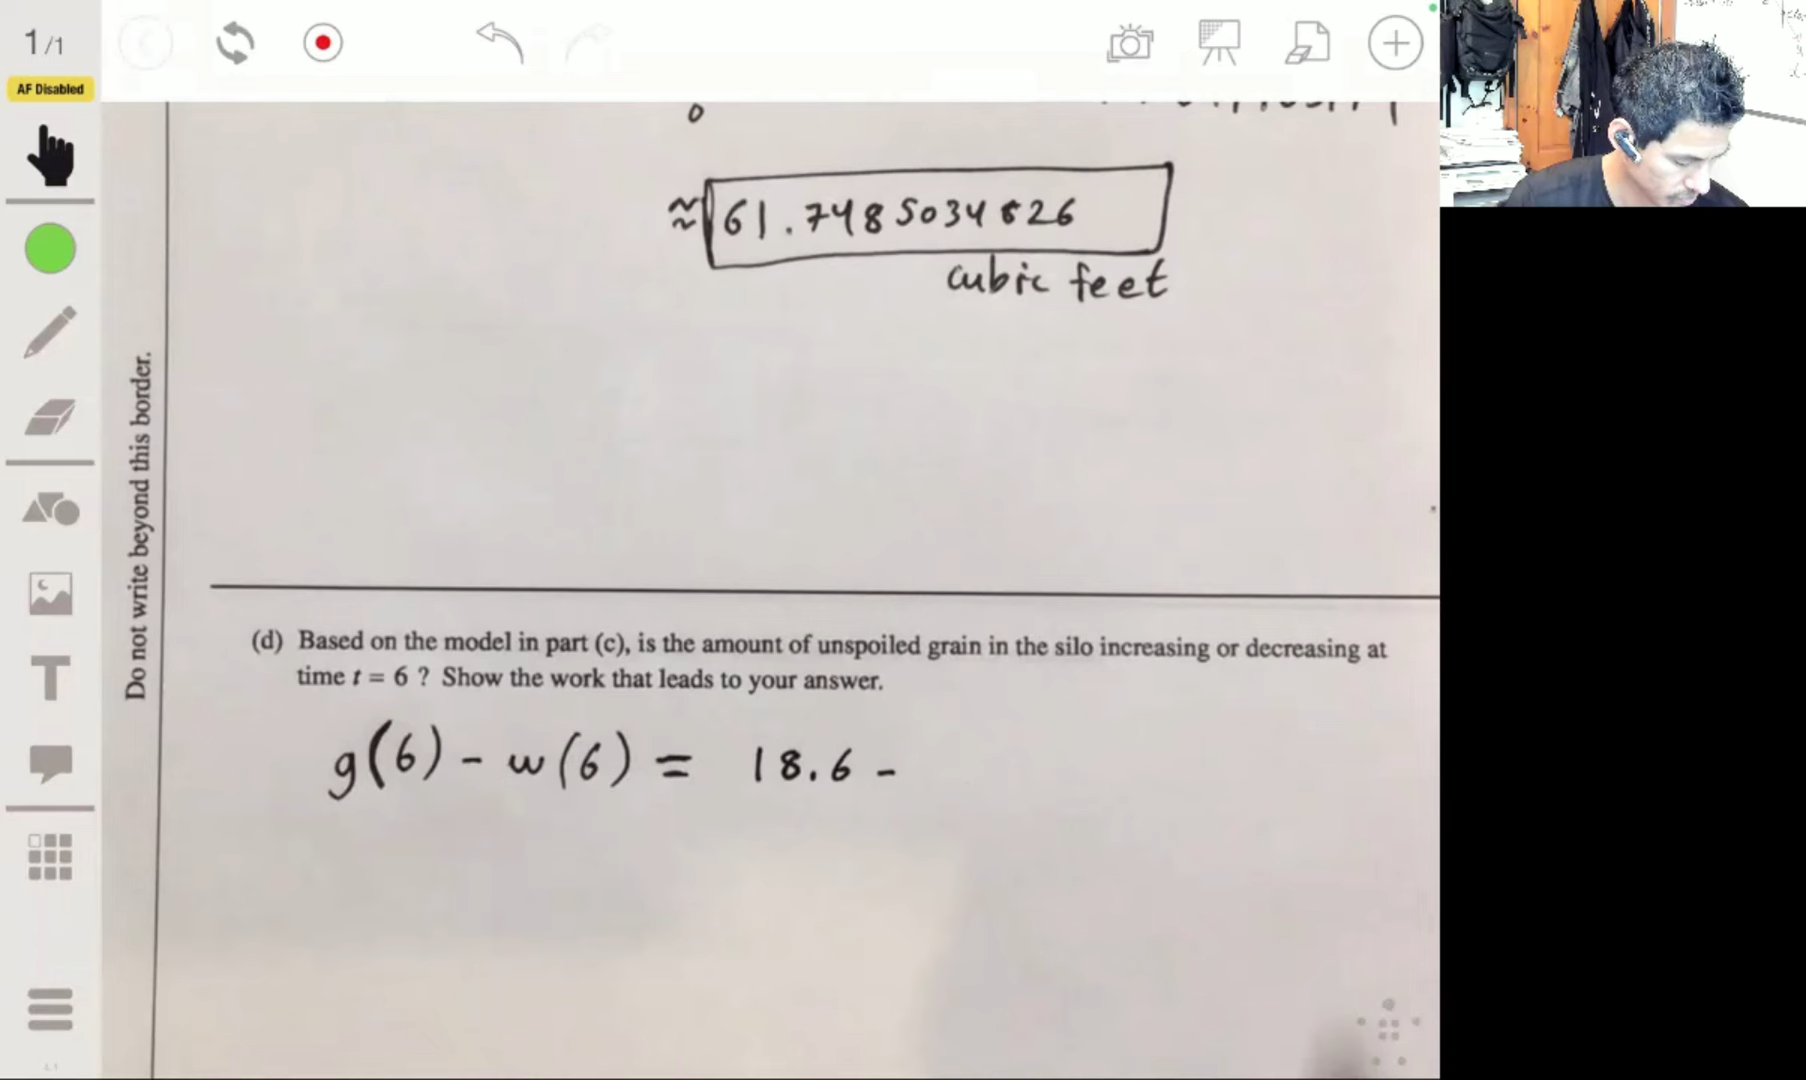 1/1
AF Disabled
≈ 61.7485034826
cubic feet
Do not write beyond this border.
(d) Based on the model in part (c), is the amount of unspoiled grain in the silo increasing or decreasing at
time t = 6 ? Show the work that leads to your answer.
g(6) - w(6) = 18.6 -
T